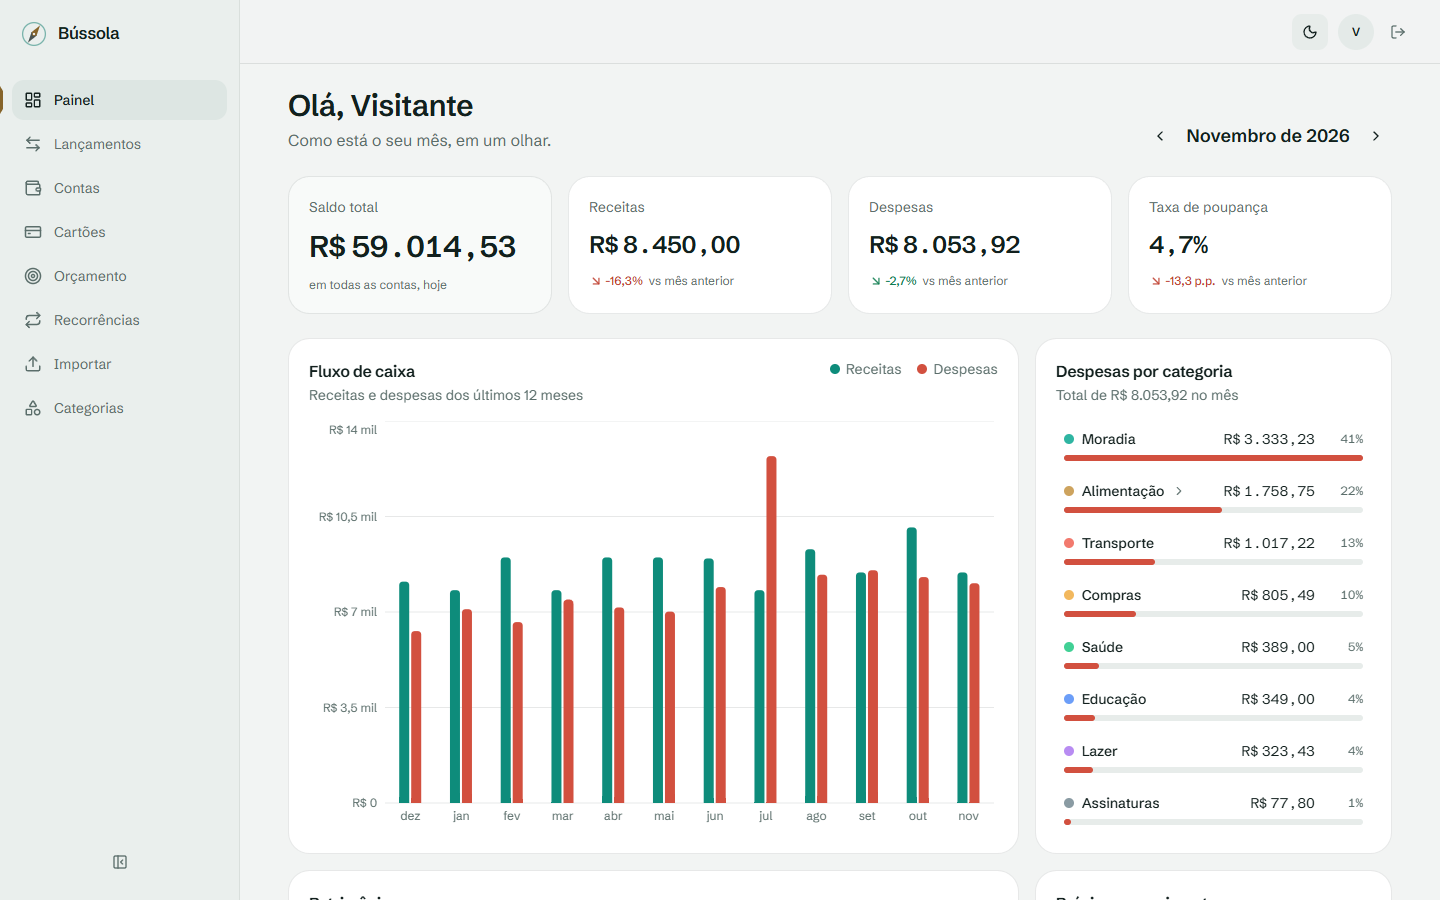 Bússola
V
Painel
Lançamentos
Contas
Cartões
Orçamento
Recorrências
Importar
Categorias
Olá, Visitante
Como está o seu mês, em um olhar.
Novembro de 2026
Saldo total
R$ 59.014,53
em todas as contas, hoje
Receitas
R$ 8.450,00
-16,3% vs mês anterior
Despesas
R$ 8.053,92
-2,7% vs mês anterior
Taxa de poupança
4,7%
-13,3 p.p. vs mês anterior
Fluxo de caixa
Receitas e despesas dos últimos 12 meses
Receitas
Despesas
R$ 14 mil
R$ 10,5 mil
R$ 7 mil
R$ 3,5 mil
R$ 0
dez jan fev mar abr mai jun jul ago set out nov
Despesas por categoria
Total de R$ 8.053,92 no mês
Moradia R$ 3.333,23 41%
Alimentação R$ 1.758,75 22%
Transporte R$ 1.017,22 13%
Compras R$ 805,49 10%
Saúde R$ 389,00 5%
Educação R$ 349,00 4%
Lazer R$ 323,43 4%
Assinaturas R$ 77,80 1%